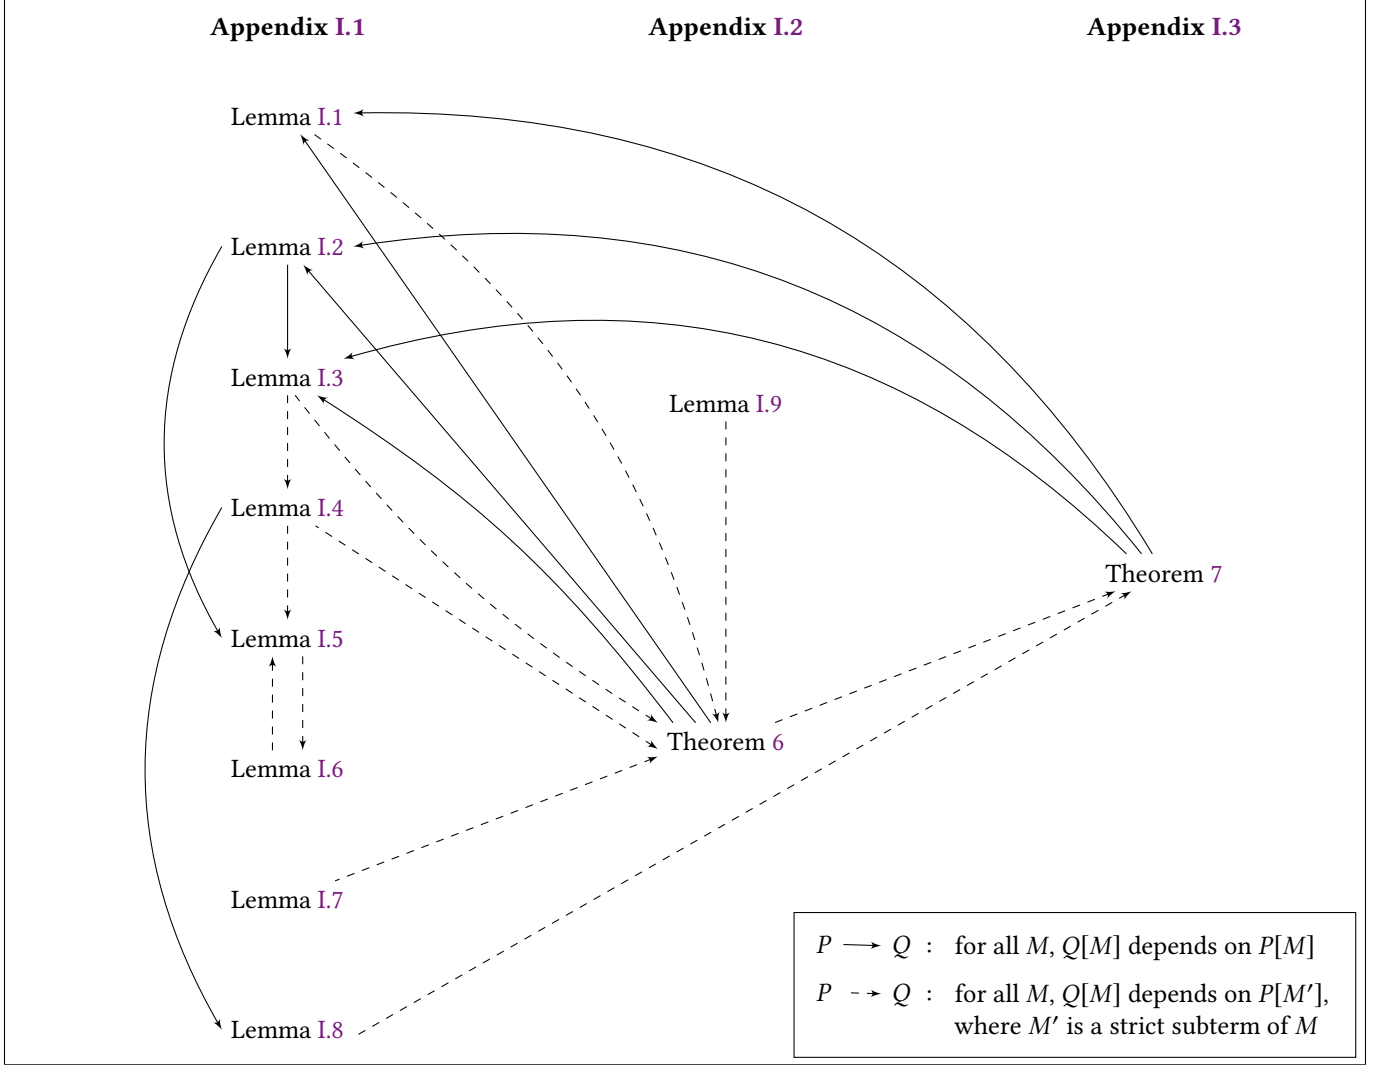 Appendix I.1
Appendix I.2
Appendix I.3
Lemma I.1
Lemma I.2
Lemma I.3
Lemma I.9
Lemma I.4
Theorem 7
Lemma I.5
Theorem 6
Lemma I.6
Lemma I.7
Lemma I.8
P → Q : for all M, Q[M] depends on P[M]
P ⇢ Q : for all M, Q[M] depends on P[M′],
where M′ is a strict subterm of M